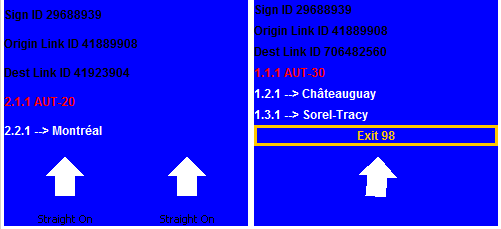 Sign ID 29688939
Origin Link ID 41889908
Dest Link ID 41923904
2.1.1 AUT-20
2.2.1 --> Montréal
Straight On
Straight On
Sign ID 29688939
Origin Link ID 41889908
Dest Link ID 706482560
1.1.1 AUT-30
1.2.1 --> Châteauguay
1.3.1 --> Sorel-Tracy
Exit 98